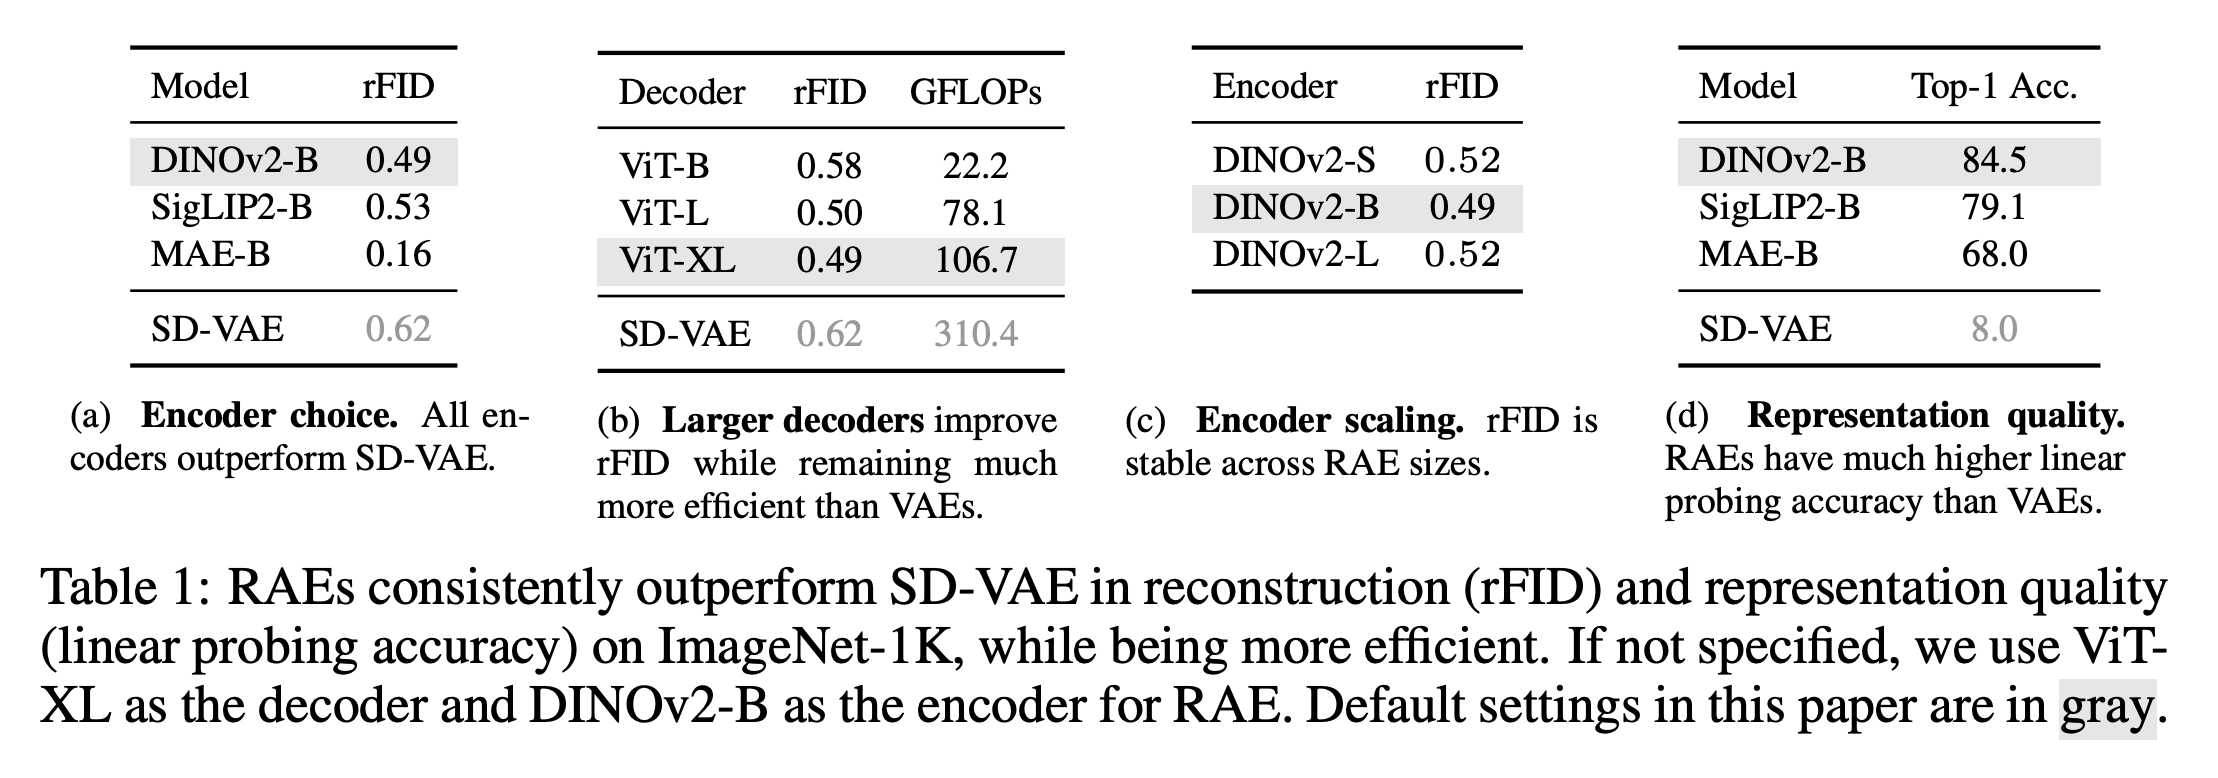 Model rFID
DINOv2-B 0.49
SigLIP2-B 0.53
MAE-B 0.16
SD-VAE 0.62
(a) Encoder choice. All en-
coders outperform SD-VAE.
Decoder rFID GFLOPs
ViT-B 0.58 22.2
ViT-L 0.50 78.1
ViT-XL 0.49 106.7
SD-VAE 0.62 310.4
(b) Larger decoders improve
rFID while remaining much
more efficient than VAEs.
Encoder rFID
DINOv2-S 0.52
DINOv2-B 0.49
DINOv2-L 0.52
(c) Encoder scaling. rFID is
stable across RAE sizes.
Model Top-1 Acc.
DINOv2-B 84.5
SigLIP2-B 79.1
MAE-B 68.0
SD-VAE 8.0
(d) Representation quality.
RAEs have much higher linear
probing accuracy than VAEs.
Table 1: RAEs consistently outperform SD-VAE in reconstruction (rFID) and representation quality
(linear probing accuracy) on ImageNet-1K, while being more efficient. If not specified, we use ViT-
XL as the decoder and DINOv2-B as the encoder for RAE. Default settings in this paper are in gray.